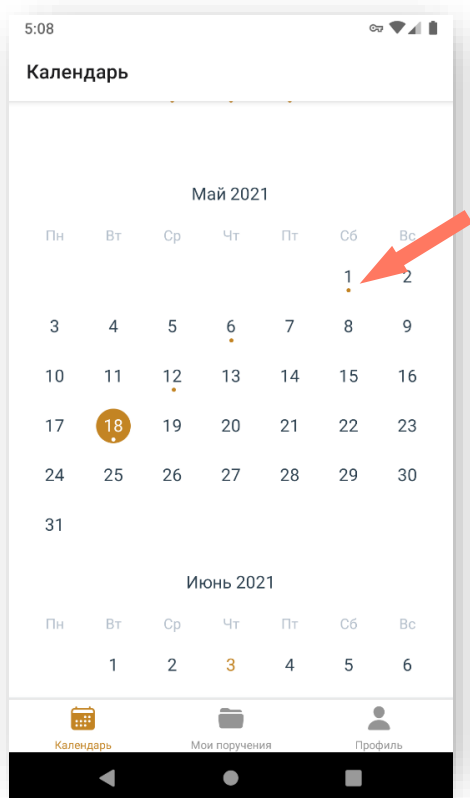 5:08
Календарь
Май 2021
Пн Вт Ср Чт Пт Сб Вс
1 2
3 4 5 6 7 8 9
10 11 12 13 14 15 16
17 18 19 20 21 22 23
24 25 26 27 28 29 30
31
Июнь 2021
Пн Вт Ср Чт Пт Сб Вс
1 2 3 4 5 6
Календарь Мои поручения Профиль